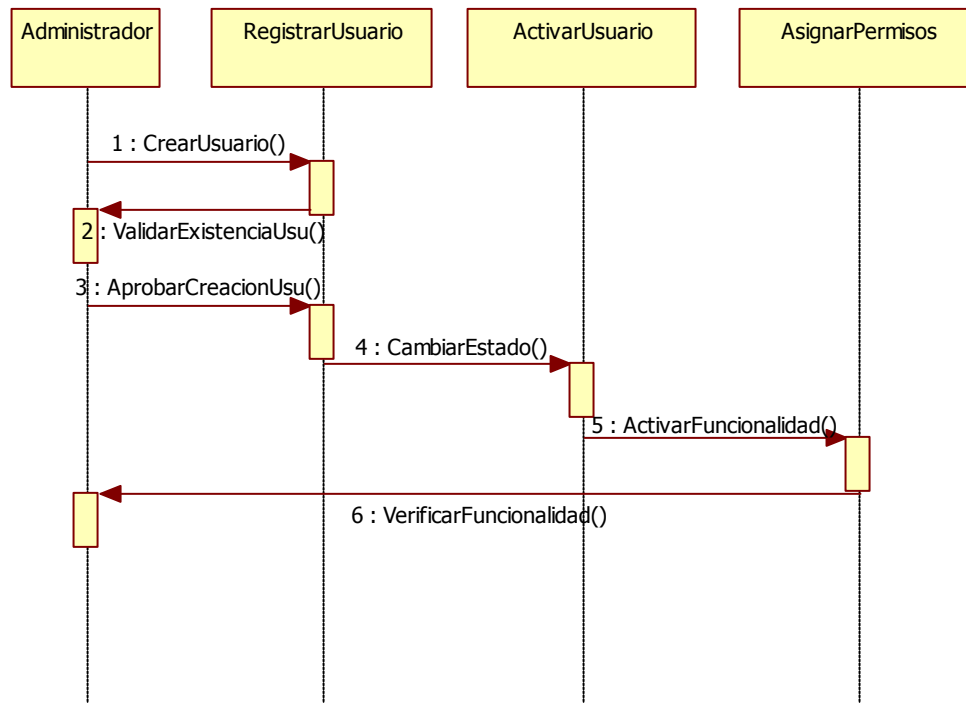 Administrador
RegistrarUsuario
ActivarUsuario
AsignarPermisos
1 : CrearUsuario()
2 : ValidarExistenciaUsu()
3 : AprobarCreacionUsu()
4 : CambiarEstado()
5 : ActivarFuncionalidad()
6 : VerificarFuncionalidad()